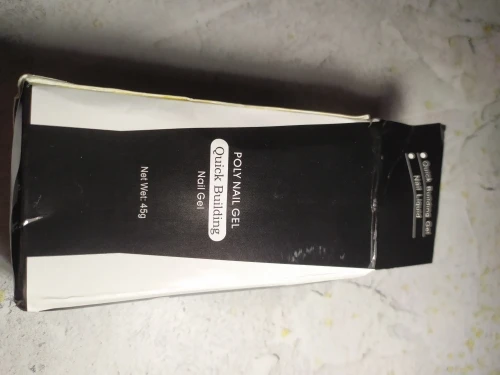 POLY NAIL GEL
Quick Building
Nail Gel
Net Wet: 45g
Quick Building Gel
Nail Liquid